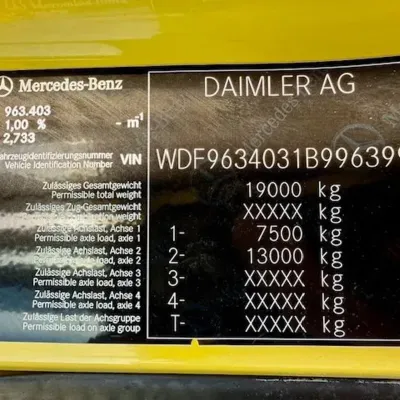 Mercedes-Benz
DAIMLER AG
963.403
1,00 % - m⁻¹
2,733
Fahrzeugidentifizierungsnummer
Vehicle Identification Number VIN WDF9634031B996399
Zulässiges Gesamtgewicht
Permissible total weight 19000 kg
Zulässiges Zug-Gesamtgewicht
Permissible combination weight XXXXX kg
Zulässige Achslast, Achse 1
Permissible axle load, axle 1 1- 7500 kg
Zulässige Achslast, Achse 2
Permissible axle load, axle 2 2- 13000 kg
Zulässige Achslast, Achse 3
Permissible axle load, axle 3 3- XXXXX kg
Zulässige Achslast, Achse 4
Permissible axle load, axle 4 4- XXXXX kg
Zulässige Last der Achsgruppe
Permissible load on axle group T- XXXXX kg